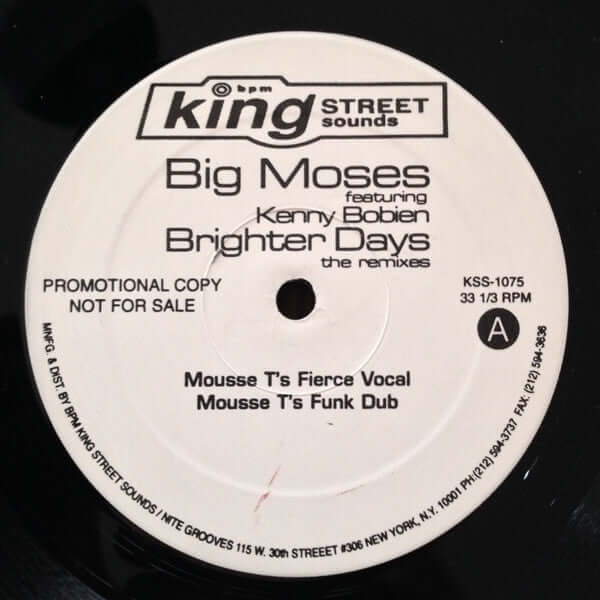 bpm
king STREET
sounds
Big Moses
featuring
Kenny Bobien
Brighter Days
the remixes
PROMOTIONAL COPY
NOT FOR SALE
KSS-1075
33 1/3 RPM
A
Mousse T's Fierce Vocal
Mousse T's Funk Dub
MNFG. & DIST. BY BPM KING STREET SOUNDS / NITE GROOVES 115 W. 30th STREEET #306 NEW YORK, N.Y. 10001 PH:(212) 594-3737 FAX: (212) 594-3636